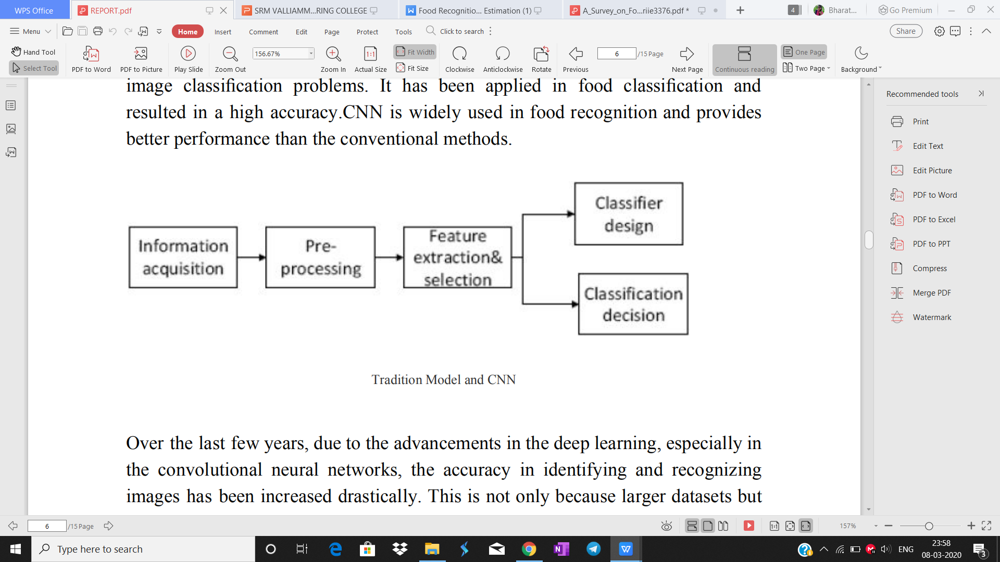 WPS Office
REPORT.pdf
SRM VALLIAMM...RING COLLEGE
Food Recognitio... Estimation (1)
A_Survey_on_Fo...riie3376.pdf *
4
Bharat...
Go Premium
Menu
Home
Insert
Comment
Edit
Page
Protect
Tools
Click to search
Share
Hand Tool
Select Tool
PDF to Word
PDF to Picture
Play Slide
Zoom Out
156.67%
Zoom In
1:1
Actual Size
Fit Width
Fit Size
Clockwise
Anticlockwise
Rotate
Previous
6
/15 Page
Next Page
Continuous reading
One Page
Two Page
Background
image classification problems. It has been applied in food classification and
resulted in a high accuracy.CNN is widely used in food recognition and provides
better performance than the conventional methods.
Information
acquisition
Pre-
processing
Feature
extraction&
selection
Classifier
design
Classification
decision
Tradition Model and CNN
Over the last few years, due to the advancements in the deep learning, especially in
the convolutional neural networks, the accuracy in identifying and recognizing
images has been increased drastically. This is not only because larger datasets but
Recommended tools
Print
Edit Text
Edit Picture
PDF to Word
PDF to Excel
PDF to PPT
Compress
Merge PDF
Watermark
6
/15 Page
1:1
157%
Type here to search
ENG
23:58
08-03-2020
3